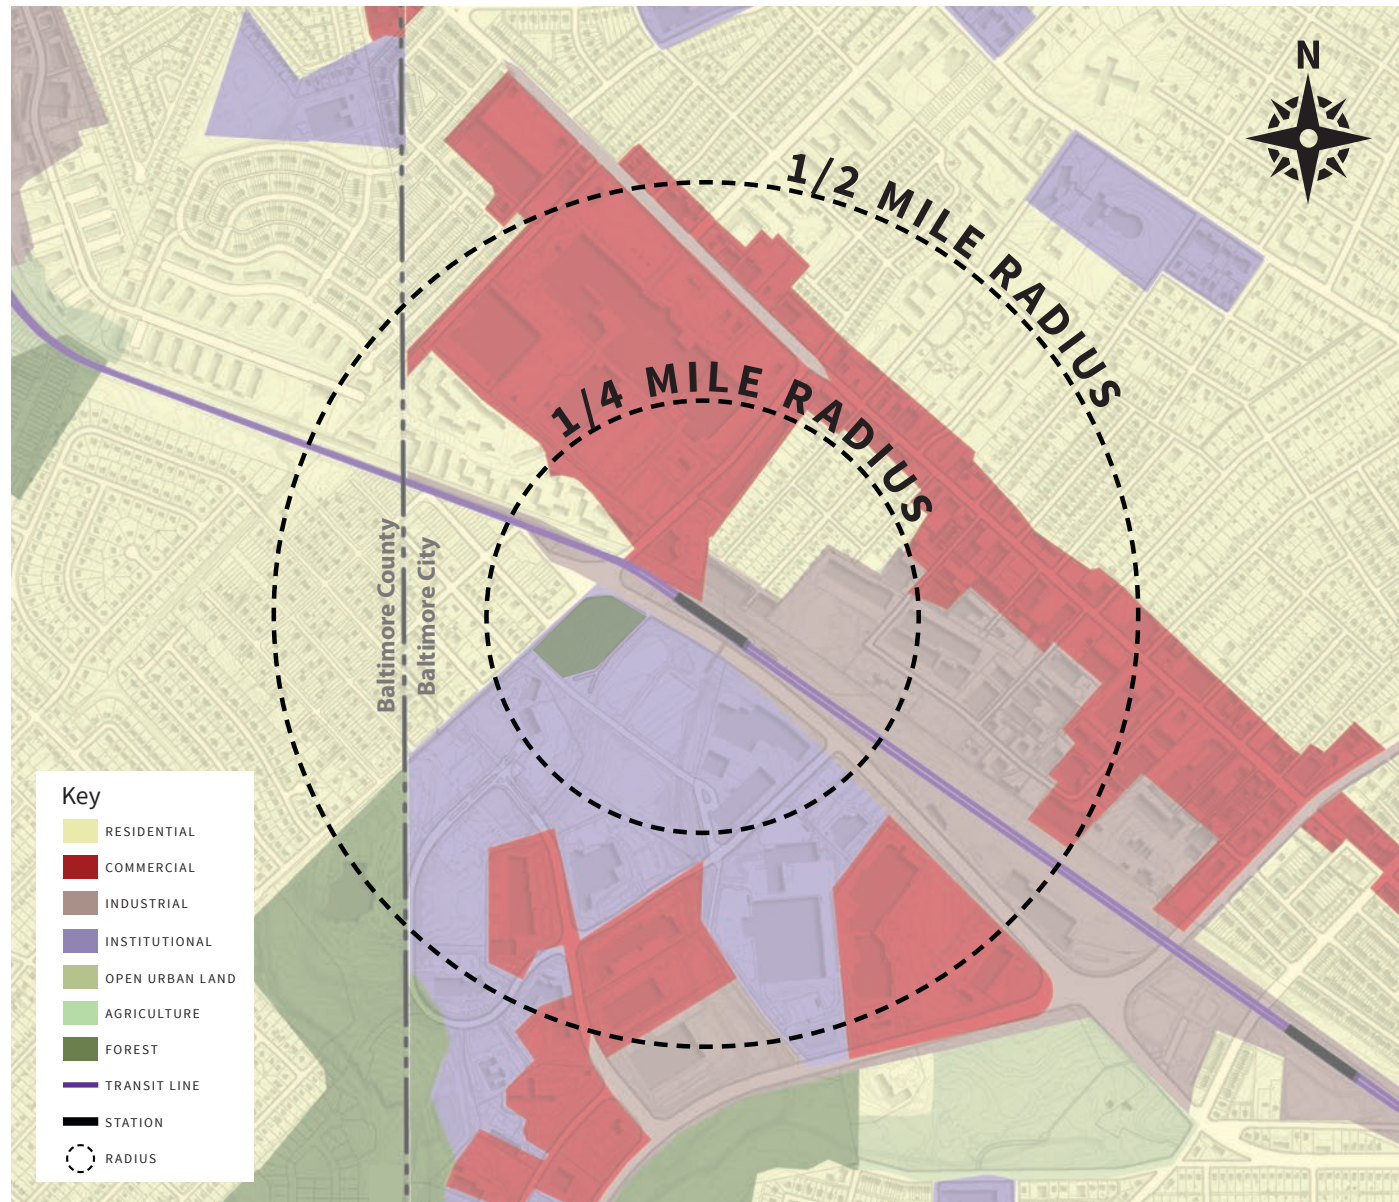 N
1/2 MILE RADIUS
1/4 MILE RADIUS
Baltimore County
Baltimore City
Key
RESIDENTIAL
COMMERCIAL
INDUSTRIAL
INSTITUTIONAL
OPEN URBAN LAND
AGRICULTURE
FOREST
TRANSIT LINE
STATION
RADIUS